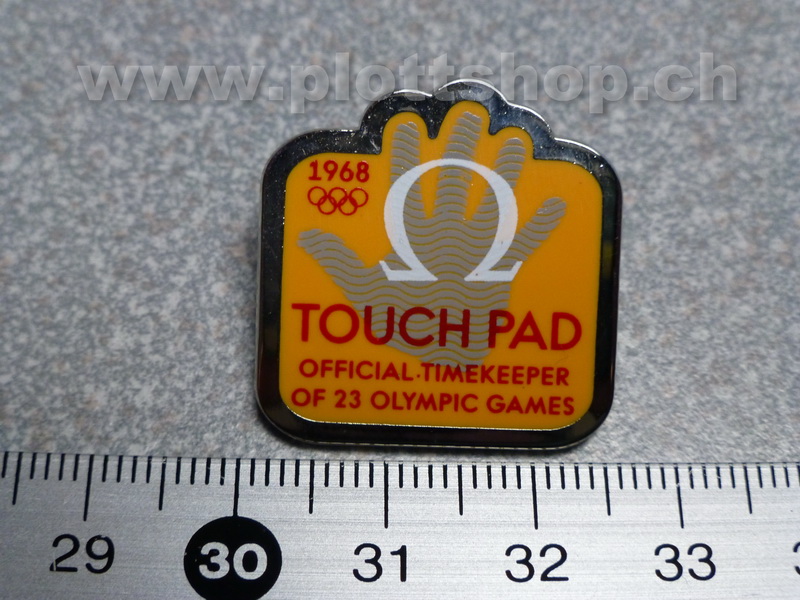 www.plottshop.ch
1968
Ω
TOUCH PAD
OFFICIAL·TIMEKEEPER
OF 23 OLYMPIC GAMES
29 30 31 32 33